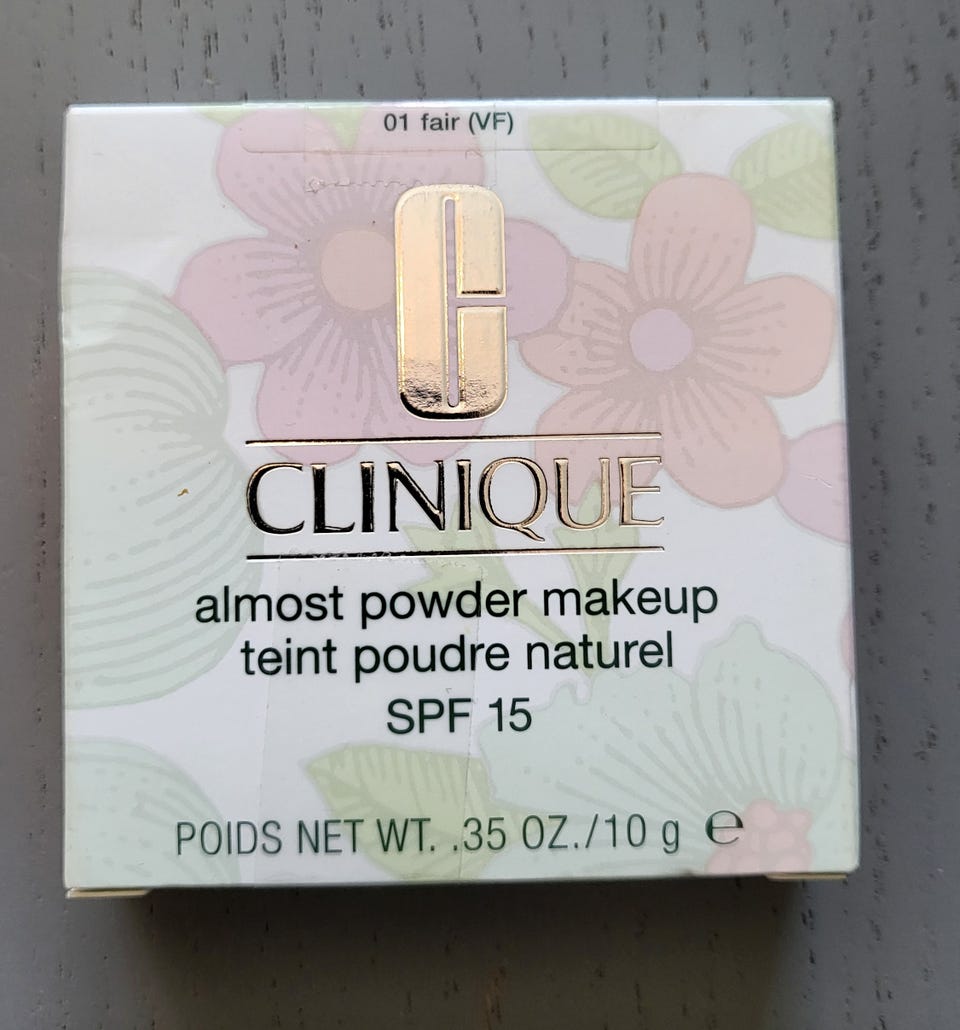 01 fair (VF)
CLINIQUE
almost powder makeup
teint poudre naturel
SPF 15
POIDS NET WT. .35 OZ./10 g ℮